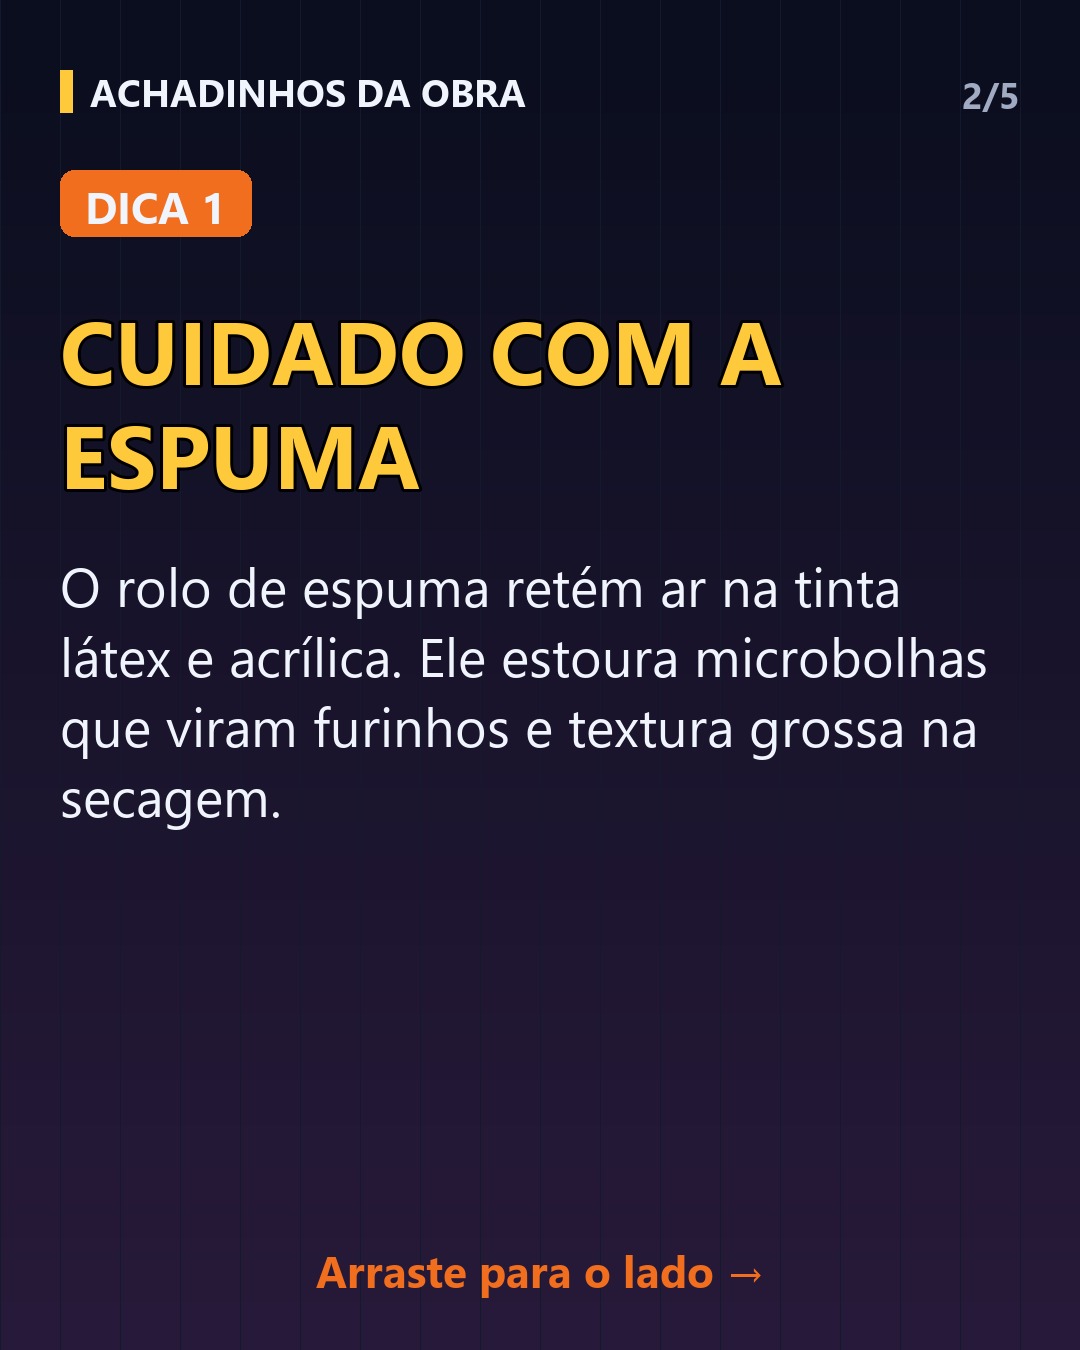 ACHADINHOS DA OBRA
2/5
DICA 1
CUIDADO COM A
ESPUMA
O rolo de espuma retém ar na tinta
látex e acrílica. Ele estoura microbolhas
que viram furinhos e textura grossa na
secagem.
Arraste para o lado →